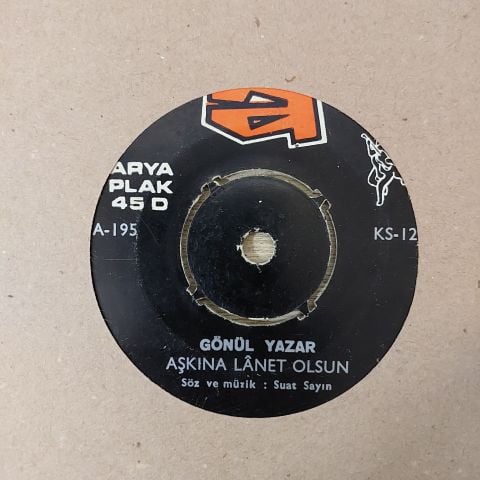 ARYA
PLAK
45 D
A-195
KS-12
GÖNÜL YAZAR
AŞKINA LÂNET OLSUN
Söz ve müzik : Suat Sayın